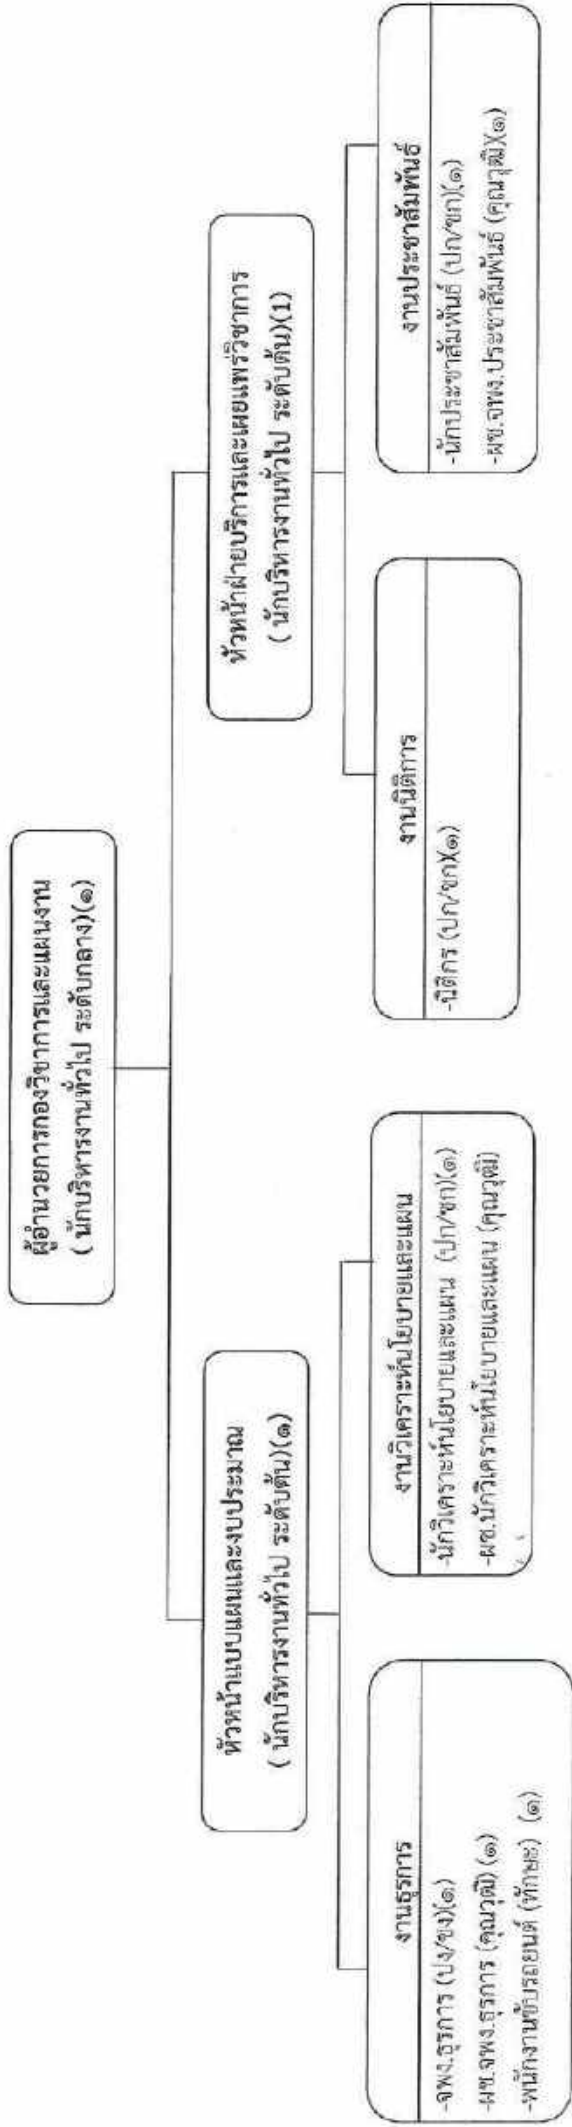 ผู้อำนวยการกองวิชาการและแผนงาน
( นักบริหารงานทั่วไป ระดับกลาง)(๑)
หัวหน้าแบบแผนและงบประมาณ
( นักบริหารงานทั่วไป ระดับต้น)(๑)
หัวหน้าฝ่ายบริการและเผยแพร่วิชาการ
( นักบริหารงานทั่วไป ระดับต้น)(1)
งานธุรการ
-จพง.ธุรการ (ปง/ชง)(๑)
-ผช.จพง.ธุรการ (คุณวุฒิ) (๑)
-พนักงานขับรถยนต์ (ทักษะ) (๑)
งานวิเคราะห์นโยบายและแผน
-นักวิเคราะห์นโยบายและแผน (ปก/ชก)(๑)
-ผช.นักวิเคราะห์นโยบายและแผน (คุณวุฒิ)
งานนิติการ
-นิติกร (ปก/ชก)(๑)
งานประชาสัมพันธ์
-นักประชาสัมพันธ์ (ปก/ชก)(๑)
-ผช.จพง.ประชาสัมพันธ์ (คุณวุฒิ)(๑)